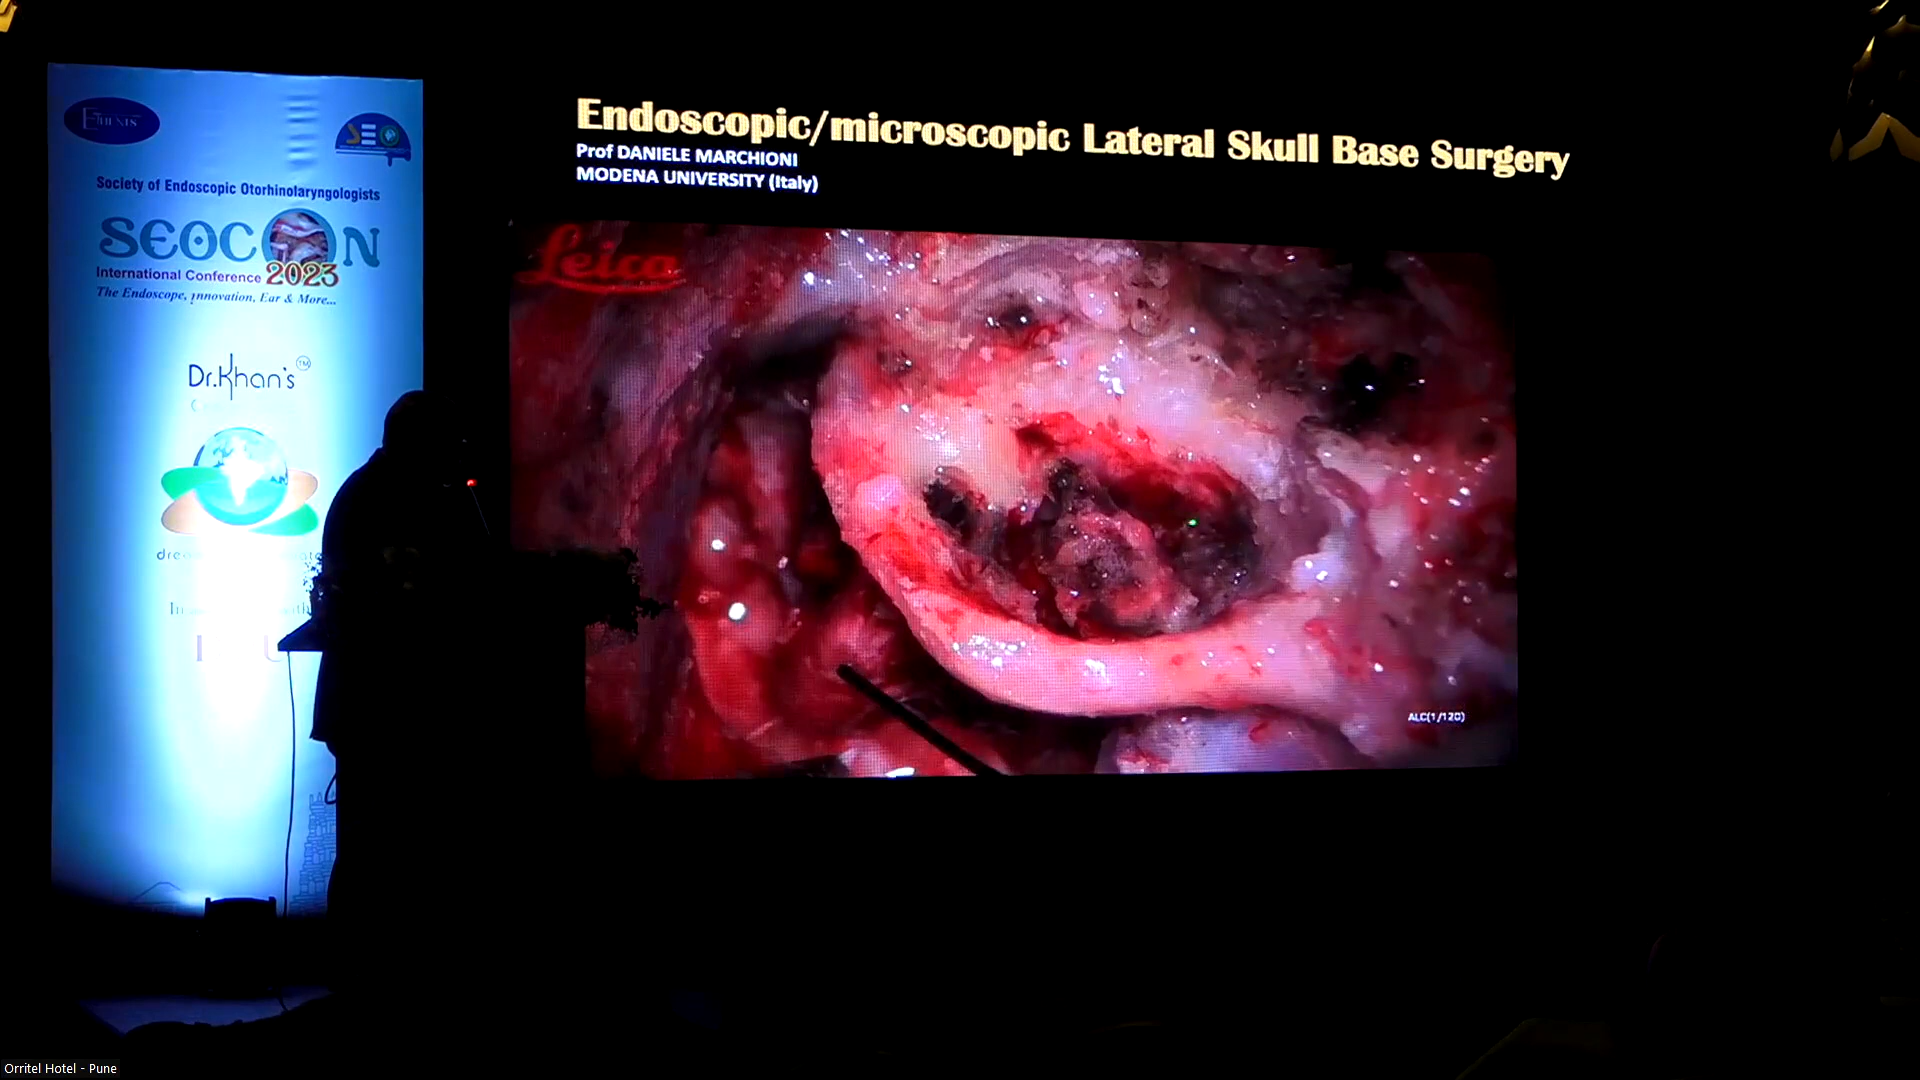 Society of Endoscopic Otorhinolaryngologists
SEOCON
International Conference 2023
The Endoscope, Innovation, Ear & More...
Dr.Khan's TM
Endoscopic/microscopic Lateral Skull Base Surgery
Prof DANIELE MARCHIONI
MODENA UNIVERSITY (Italy)
Leica
ALC(1/120)
Orritel Hotel - Pune